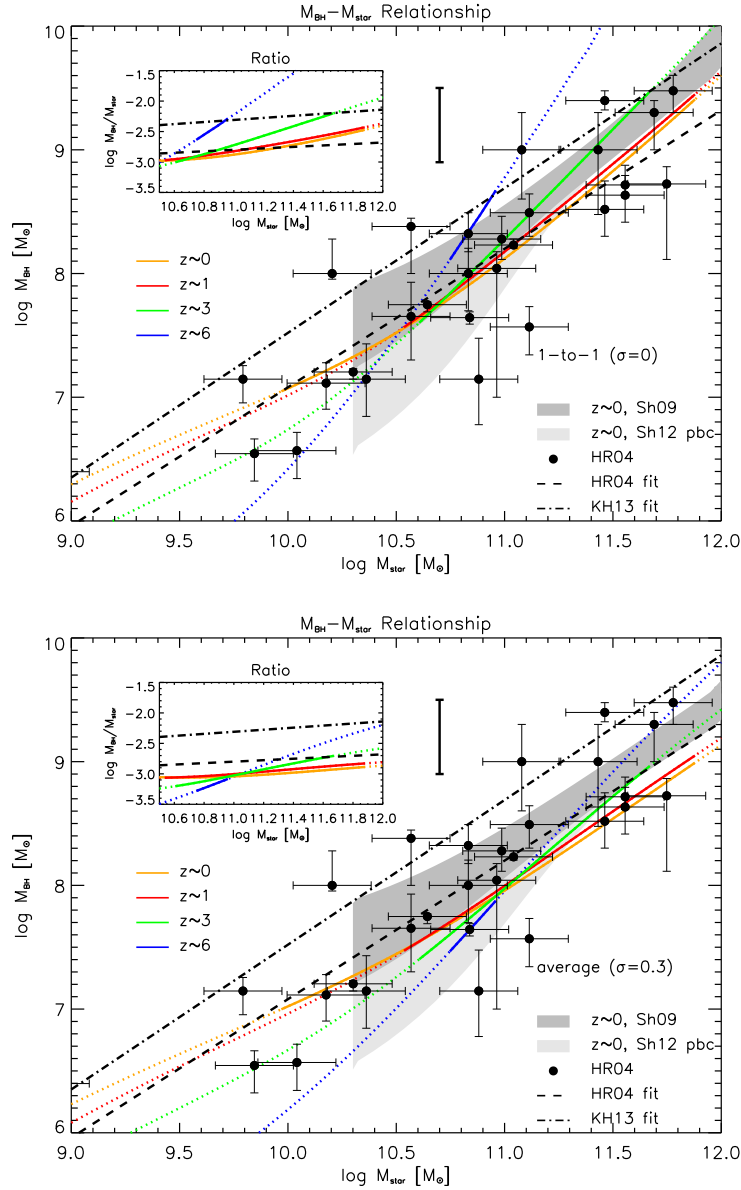 M_BH−M_star Relationship
10
9
8
7
6
log M_BH [M_⊙]
Ratio
−1.5
−2.0
−2.5
−3.0
−3.5
log M_BH/M_star
10.6 10.8 11.0 11.2 11.4 11.6 11.8 12.0
log M_star [M_⊙]
z~0
z~1
z~3
z~6
1−to−1 (σ=0)
z~0, Sh09
z~0, Sh12 pbc
HR04
HR04 fit
KH13 fit
9.0 9.5 10.0 10.5 11.0 11.5 12.0
log M_star [M_⊙]
M_BH−M_star Relationship
10
9
8
7
6
log M_BH [M_⊙]
Ratio
−1.5
−2.0
−2.5
−3.0
−3.5
log M_BH/M_star
10.6 10.8 11.0 11.2 11.4 11.6 11.8 12.0
log M_star [M_⊙]
z~0
z~1
z~3
z~6
average (σ=0.3)
z~0, Sh09
z~0, Sh12 pbc
HR04
HR04 fit
KH13 fit
9.0 9.5 10.0 10.5 11.0 11.5 12.0
log M_star [M_⊙]